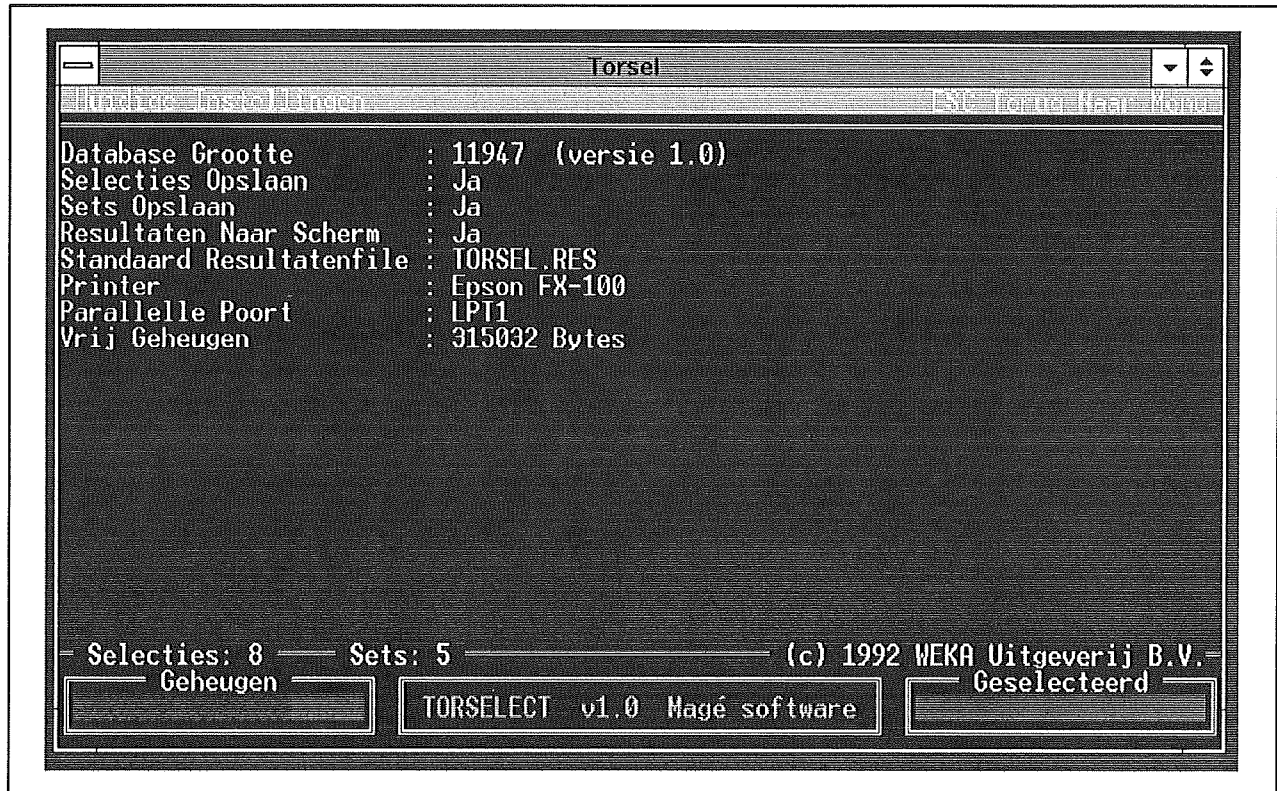 Torsel
Huidige Instellingen ESC Terug Naar Menu
Database Grootte : 11947 (versie 1.0)
Selecties Opslaan : Ja
Sets Opslaan : Ja
Resultaten Naar Scherm : Ja
Standaard Resultatenfile : TORSEL.RES
Printer : Epson FX-100
Parallelle Poort : LPT1
Vrij Geheugen : 315032 Bytes
Selecties: 8 Sets: 5 (c) 1992 WEKA Uitgeverij B.V.
Geheugen Geselecteerd
TORSELECT v1.0 Magé software